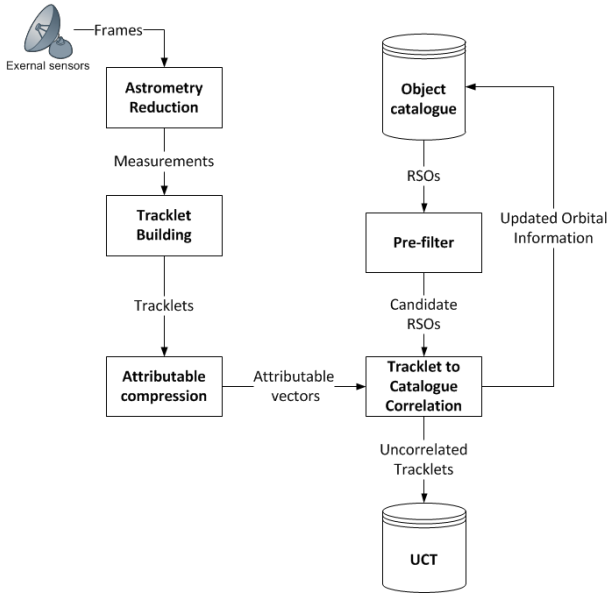 Frames
Exernal sensors
Astrometry
Reduction
Measurements
Tracklet
Building
Tracklets
Attributable
compression
Attributable
vectors
Object
catalogue
RSOs
Pre-filter
Candidate
RSOs
Tracklet to
Catalogue
Correlation
Updated Orbital
Information
Uncorrelated
Tracklets
UCT